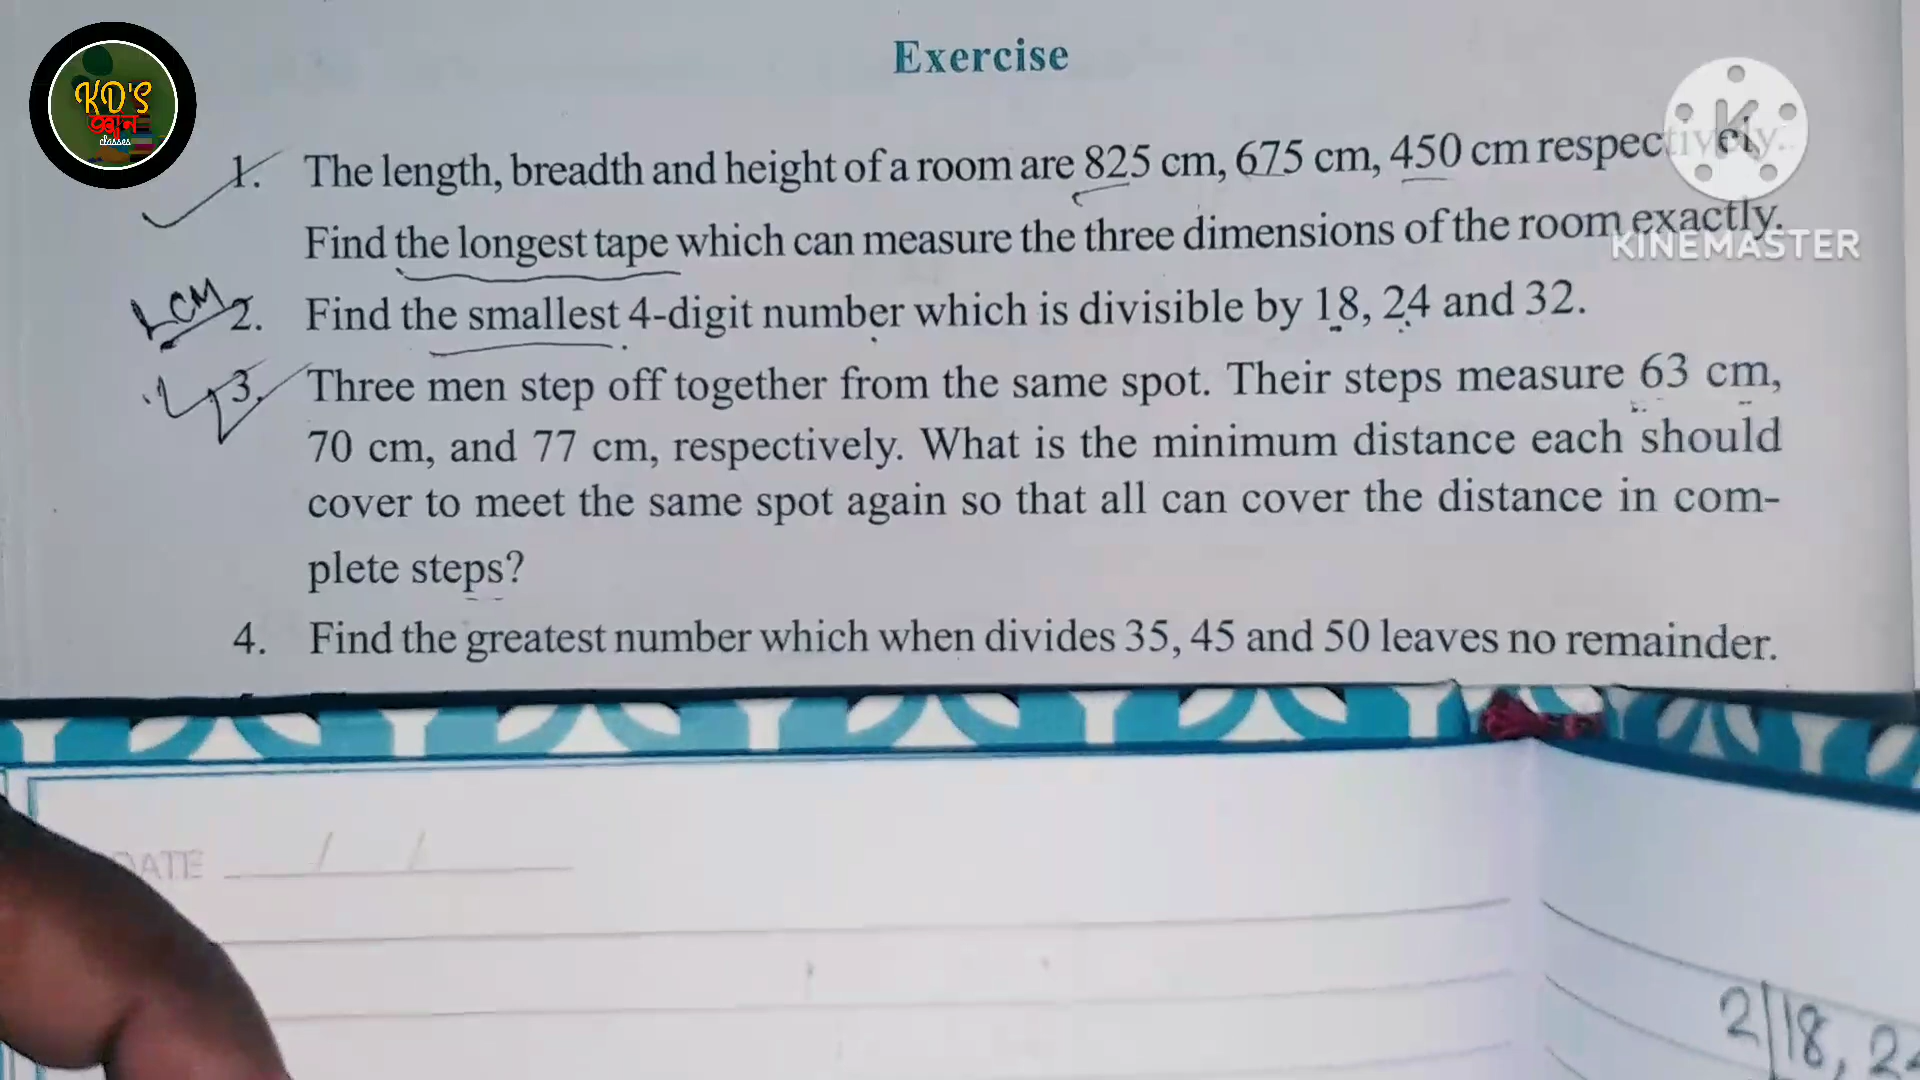 KD'S
জ্ঞান
classes
Exercise
1. The length, breadth and height of a room are 825 cm, 675 cm, 450 cm respectively.
Find the longest tape which can measure the three dimensions of the room exactly.
KINEMASTER
LCM
2. Find the smallest 4-digit number which is divisible by 18, 24 and 32.
3. Three men step off together from the same spot. Their steps measure 63 cm,
70 cm, and 77 cm, respectively. What is the minimum distance each should
cover to meet the same spot again so that all can cover the distance in com-
plete steps?
4. Find the greatest number which when divides 35, 45 and 50 leaves no remainder.
DATE / /
2|18, 2